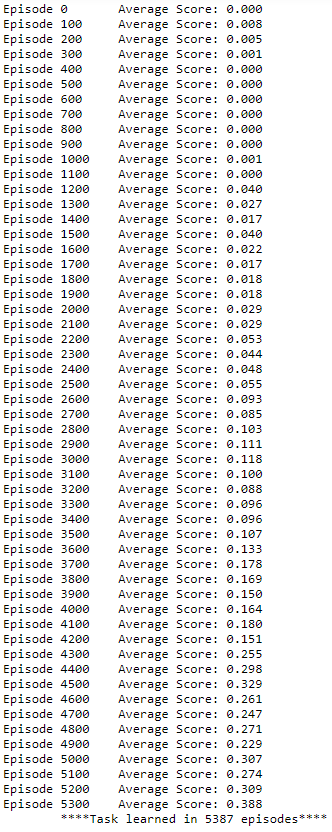 Episode 0 Average Score: 0.000
Episode 100 Average Score: 0.008
Episode 200 Average Score: 0.005
Episode 300 Average Score: 0.001
Episode 400 Average Score: 0.000
Episode 500 Average Score: 0.000
Episode 600 Average Score: 0.000
Episode 700 Average Score: 0.000
Episode 800 Average Score: 0.000
Episode 900 Average Score: 0.000
Episode 1000 Average Score: 0.001
Episode 1100 Average Score: 0.000
Episode 1200 Average Score: 0.040
Episode 1300 Average Score: 0.027
Episode 1400 Average Score: 0.017
Episode 1500 Average Score: 0.040
Episode 1600 Average Score: 0.022
Episode 1700 Average Score: 0.017
Episode 1800 Average Score: 0.018
Episode 1900 Average Score: 0.018
Episode 2000 Average Score: 0.029
Episode 2100 Average Score: 0.029
Episode 2200 Average Score: 0.053
Episode 2300 Average Score: 0.044
Episode 2400 Average Score: 0.048
Episode 2500 Average Score: 0.055
Episode 2600 Average Score: 0.093
Episode 2700 Average Score: 0.085
Episode 2800 Average Score: 0.103
Episode 2900 Average Score: 0.111
Episode 3000 Average Score: 0.118
Episode 3100 Average Score: 0.100
Episode 3200 Average Score: 0.088
Episode 3300 Average Score: 0.096
Episode 3400 Average Score: 0.096
Episode 3500 Average Score: 0.107
Episode 3600 Average Score: 0.133
Episode 3700 Average Score: 0.178
Episode 3800 Average Score: 0.169
Episode 3900 Average Score: 0.150
Episode 4000 Average Score: 0.164
Episode 4100 Average Score: 0.180
Episode 4200 Average Score: 0.151
Episode 4300 Average Score: 0.255
Episode 4400 Average Score: 0.298
Episode 4500 Average Score: 0.329
Episode 4600 Average Score: 0.261
Episode 4700 Average Score: 0.247
Episode 4800 Average Score: 0.271
Episode 4900 Average Score: 0.229
Episode 5000 Average Score: 0.307
Episode 5100 Average Score: 0.274
Episode 5200 Average Score: 0.309
Episode 5300 Average Score: 0.388
****Task learned in 5387 episodes****